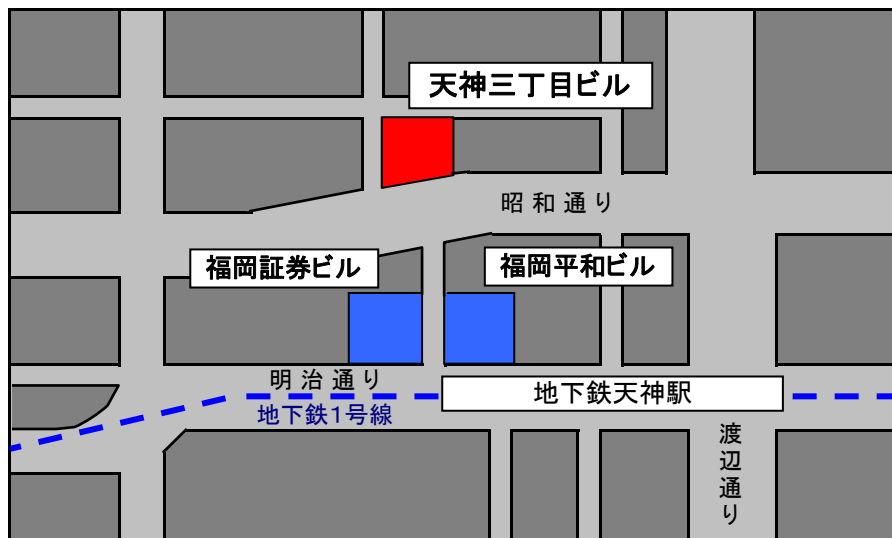 天神三丁目ビル
昭和通り
福岡証券ビル
福岡平和ビル
明治通り
地下鉄天神駅
地下鉄1号線
渡辺通り